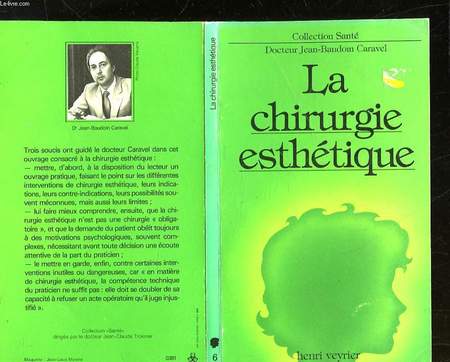 Le-livre.com
Dr Jean-Baudoin Caravel
Trois soucis ont guidé le docteur Caravel dans cet
ouvrage consacré à la chirurgie esthétique :
— mettre, d'abord, à la disposition du lecteur un
ouvrage pratique, faisant le point sur les différentes
interventions de chirurgie esthétique, leurs indica-
tions, leurs contre-indications, leurs possibilités sou-
vent méconnues, mais aussi leurs limites ;
— lui faire mieux comprendre, ensuite, que la chi-
rurgie esthétique n'est pas une chirurgie « obliga-
toire », et que la demande du patient obéit toujours
à des motivations psychologiques, souvent com-
plexes, nécessitant avant toute décision une écoute
attentive de la part du praticien ;
— le mettre en garde, enfin, contre certaines inter-
ventions inutiles ou dangereuses, car « en matière
de chirurgie esthétique, la compétence technique
du praticien ne suffit pas : elle doit se doubler de sa
capacité à refuser un acte opératoire qu'il juge injus-
tifié ».
Collection «Santé»
dirigée par le docteur Jean-Claude
Maquette : Jean-Louis
La chirurgie esthétique
6
Collection Santé
Docteur Jean-Baudoin Caravel
La
chirurgie
esthétique
henri veyrier